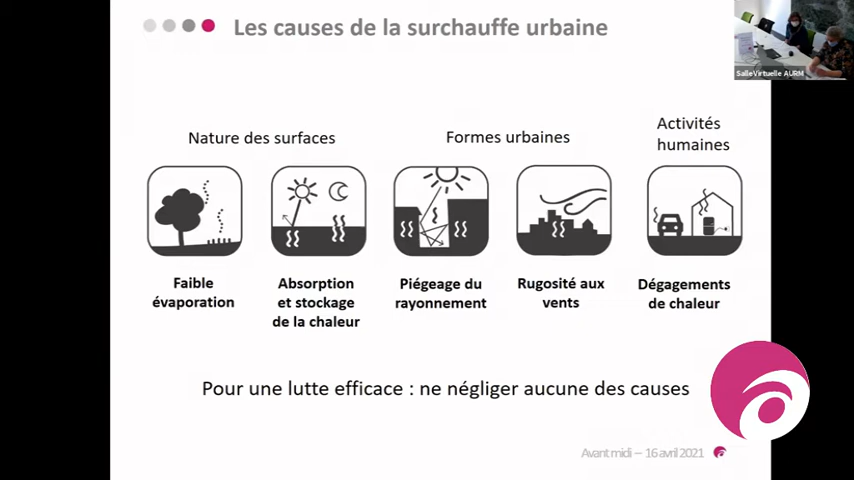 Les causes de la surchauffe urbaine
SalleVirtuelle AURM
Nature des surfaces
Formes urbaines
Activités
humaines
Faible
évaporation
Absorption
et stockage
de la chaleur
Piégeage du
rayonnement
Rugosité aux
vents
Dégagements
de chaleur
Pour une lutte efficace : ne négliger aucune des causes
Avant midi – 16 avril 2021